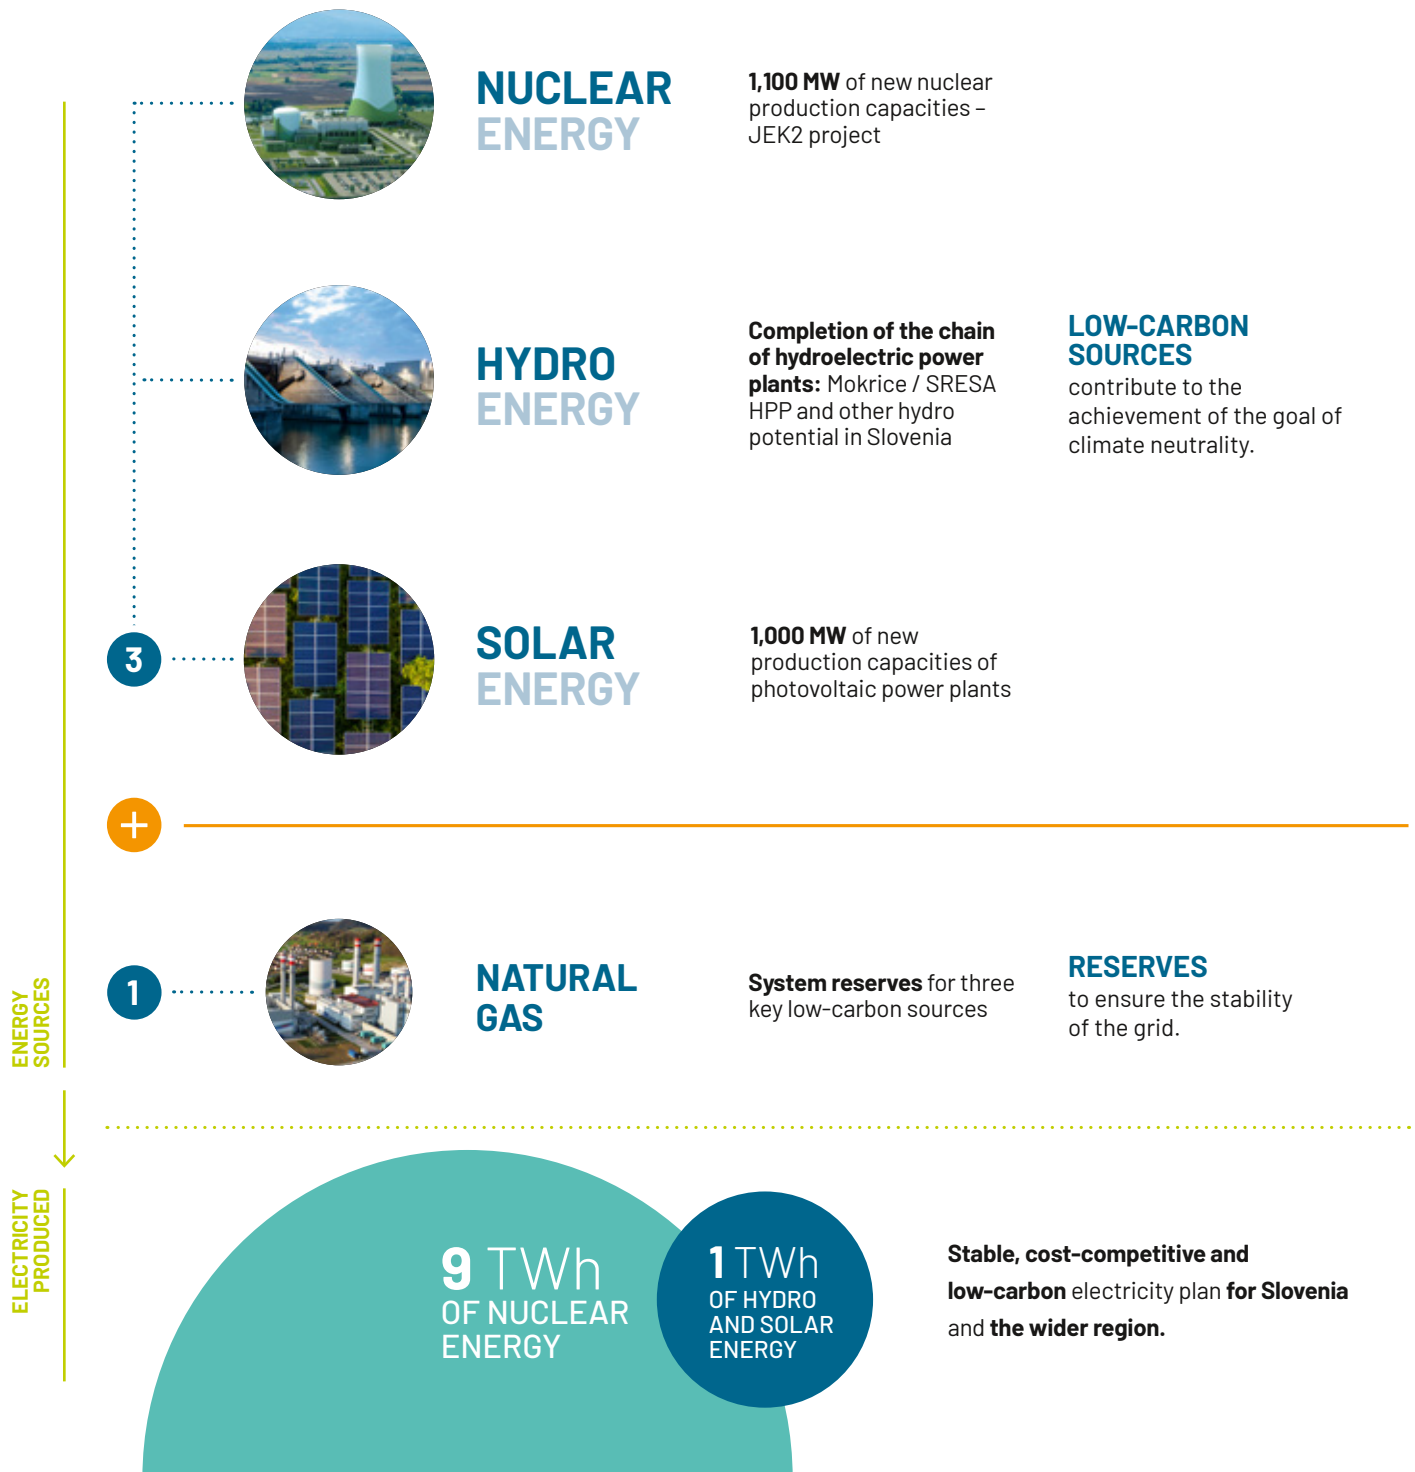 NUCLEAR
ENERGY
1,100 MW of new nuclear
production capacities –
JEK2 project
HYDRO
ENERGY
Completion of the chain
of hydroelectric power
plants: Mokrice / SRESA
HPP and other hydro
potential in Slovenia
LOW-CARBON
SOURCES
contribute to the
achievement of the goal of
climate neutrality.
3
SOLAR
ENERGY
1,000 MW of new
production capacities of
photovoltaic power plants
+
1
NATURAL
GAS
System reserves for three
key low-carbon sources
RESERVES
to ensure the stability
of the grid.
ENERGY
SOURCES
ELECTRICITY
PRODUCED
9 TWh
OF NUCLEAR
ENERGY
1 TWh
OF HYDRO
AND SOLAR
ENERGY
Stable, cost-competitive and
low-carbon electricity plan for Slovenia
and the wider region.